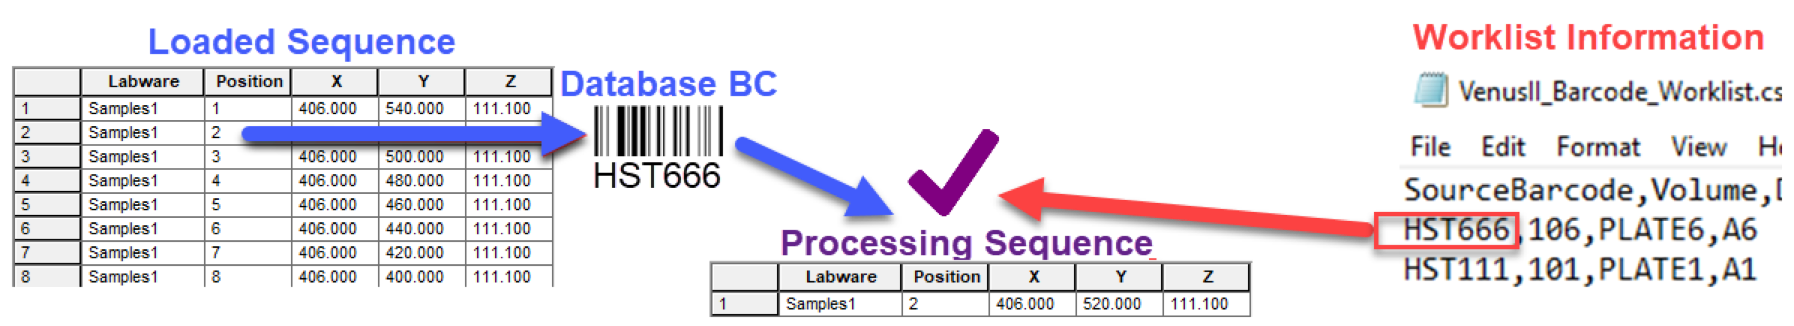 Loaded Sequence
Labware Position X Y Z
1 Samples1 1 406.000 540.000 111.100
2 Samples1 2
3 Samples1 3 406.000 500.000 111.100
4 Samples1 4 406.000 480.000 111.100
5 Samples1 5 406.000 460.000 111.100
6 Samples1 6 406.000 440.000 111.100
7 Samples1 7 406.000 420.000 111.100
8 Samples1 8 406.000 400.000 111.100
Database BC
HST666
Processing Sequence
Labware Position X Y Z
1 Samples1 2 406.000 520.000 111.100
Worklist Information
VenusII_Barcode_Worklist.cs
File Edit Format View
SourceBarcode,Volume,
HST666,106,PLATE6,A6
HST111,101,PLATE1,A1